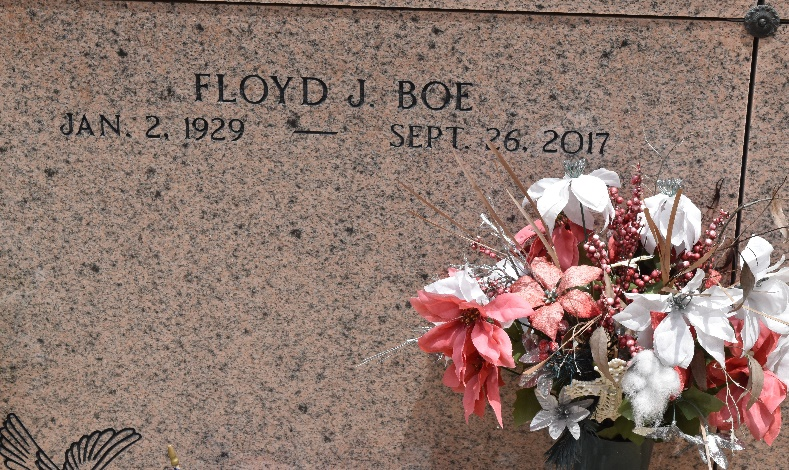 FLOYD J. BOE
JAN. 2, 1929 — SEPT. 26, 2017